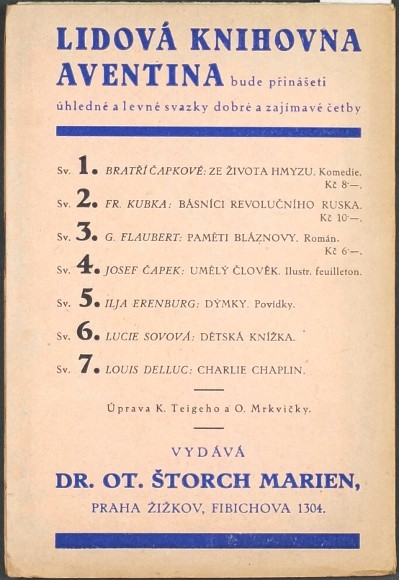 LIDOVÁ KNIHOVNA
AVENTINA bude přinášeti
úhledné a levné svazky dobré a zajímavé četby
Sv. 1. BRATŘÍ ČAPKOVÉ: ZE ŽIVOTA HMYZU. Komedie.
Kč 8·—.
Sv. 2. FR. KUBKA: BÁSNÍCI REVOLUČNÍHO RUSKA.
Kč 10·—.
Sv. 3. G. FLAUBERT: PAMĚTI BLÁZNOVY. Román.
Kč 6·—.
Sv. 4. JOSEF ČAPEK: UMĚLÝ ČLOVĚK. Ilustr. feuilleton.
Sv. 5. ILJA ERENBURG: DÝMKY. Povídky.
Sv. 6. LUCIE SOVOVÁ: DĚTSKÁ KNÍŽKA.
Sv. 7. LOUIS DELLUC: CHARLIE CHAPLIN.
Úprava K. Teigeho a O. Mrkvičky.
VYDÁVÁ
DR. OT. ŠTORCH MARIEN,
PRAHA ŽIŽKOV, FIBICHOVA 1304.